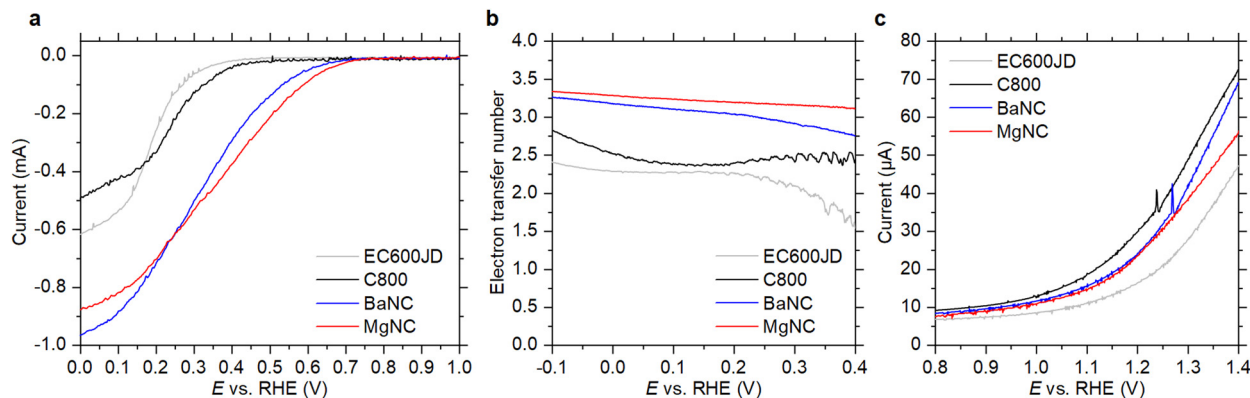 a
0.0
-0.2
-0.4
-0.6
-0.8
-1.0
Current (mA)
0.0 0.1 0.2 0.3 0.4 0.5 0.6 0.7 0.8 0.9 1.0
E vs. RHE (V)
EC600JD
C800
BaNC
MgNC
b
4.0
3.5
3.0
2.5
2.0
1.5
1.0
0.5
0.0
Electron transfer number
-0.1 0.0 0.1 0.2 0.3 0.4
E vs. RHE (V)
EC600JD
C800
BaNC
MgNC
c
80
70
60
50
40
30
20
10
0
Current (µA)
0.8 0.9 1.0 1.1 1.2 1.3 1.4
E vs. RHE (V)
EC600JD
C800
BaNC
MgNC